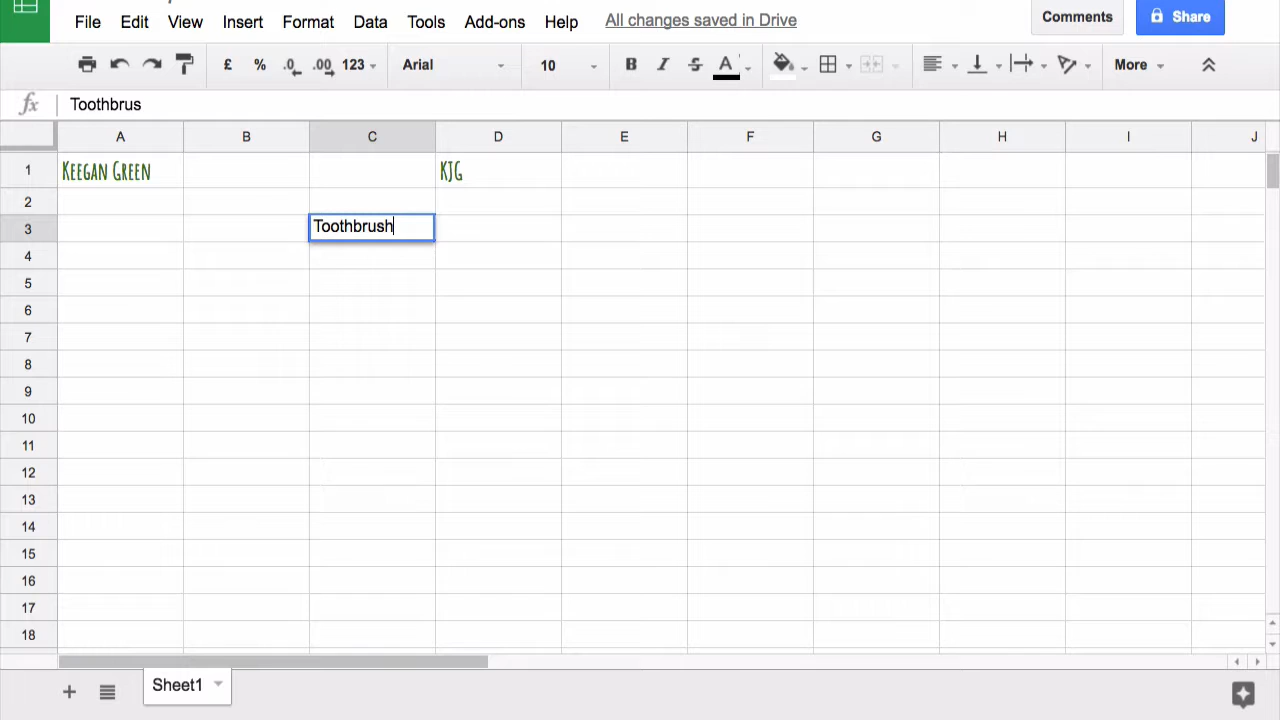 File Edit View Insert Format Data Tools Add-ons Help All changes saved in Drive Comments Share
£ % .0 .00 123 Arial 10 B I S A More
fx Toothbrus
A B C D E F G H I J
1 Keegan Green KJG
2
3 Toothbrush
4
5
6
7
8
9
10
11
12
13
14
15
16
17
18
Sheet1